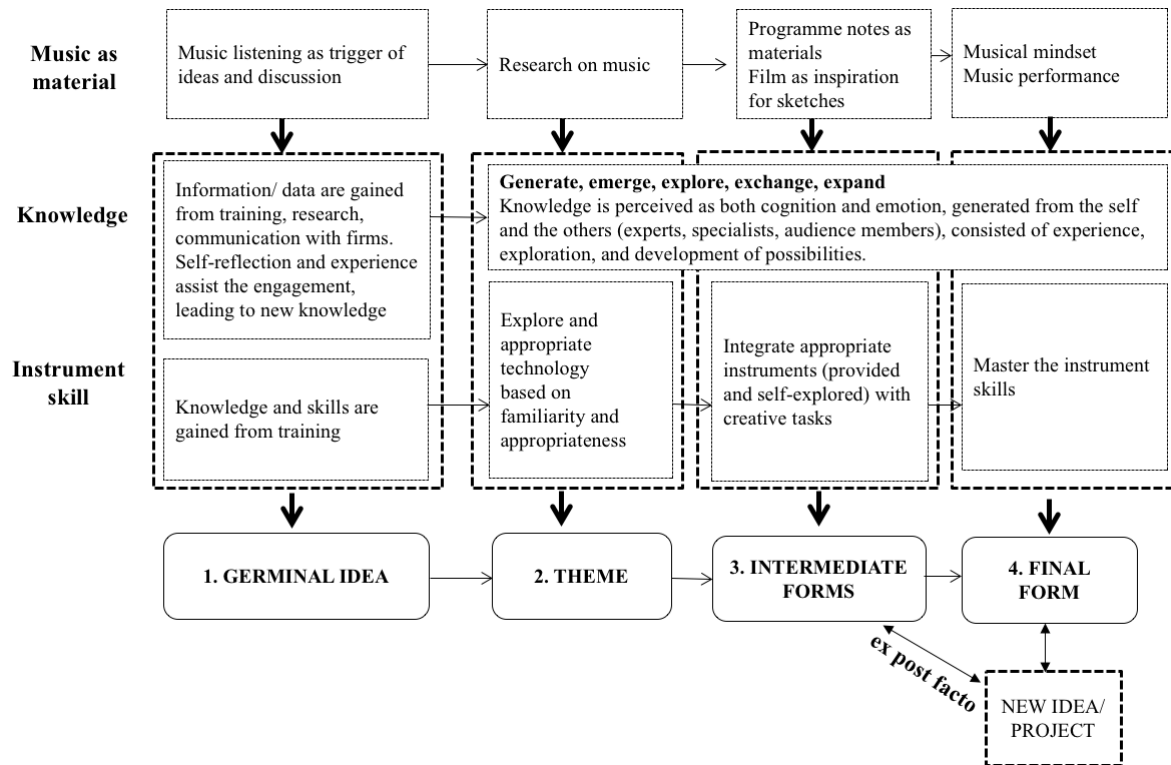 Music as
material
Music listening as trigger of
ideas and discussion
Research on music
Programme notes as
materials
Film as inspiration
for sketches
Musical mindset
Music performance
Knowledge
Information/ data are gained
from training, research,
communication with firms.
Self-reflection and experience
assist the engagement,
leading to new knowledge
Generate, emerge, explore, exchange, expand
Knowledge is perceived as both cognition and emotion, generated from the self
and the others (experts, specialists, audience members), consisted of experience,
exploration, and development of possibilities.
Instrument
skill
Knowledge and skills are
gained from training
Explore and
appropriate
technology
based on
familiarity and
appropriateness
Integrate appropriate
instruments (provided
and self-explored) with
creative tasks
Master the instrument
skills
1. GERMINAL IDEA
2. THEME
3. INTERMEDIATE
FORMS
4. FINAL
FORM
ex post facto
NEW IDEA/
PROJECT